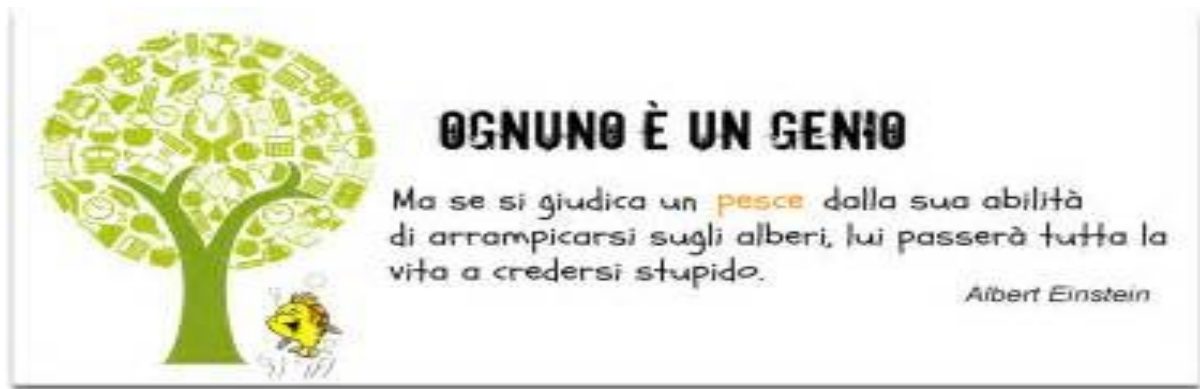 OGNUNO È UN GENIO
Ma se si giudica un pesce dalla sua abilità
di arrampicarsi sugli alberi, lui passerà tutta la
vita a credersi stupido.
Albert Einstein